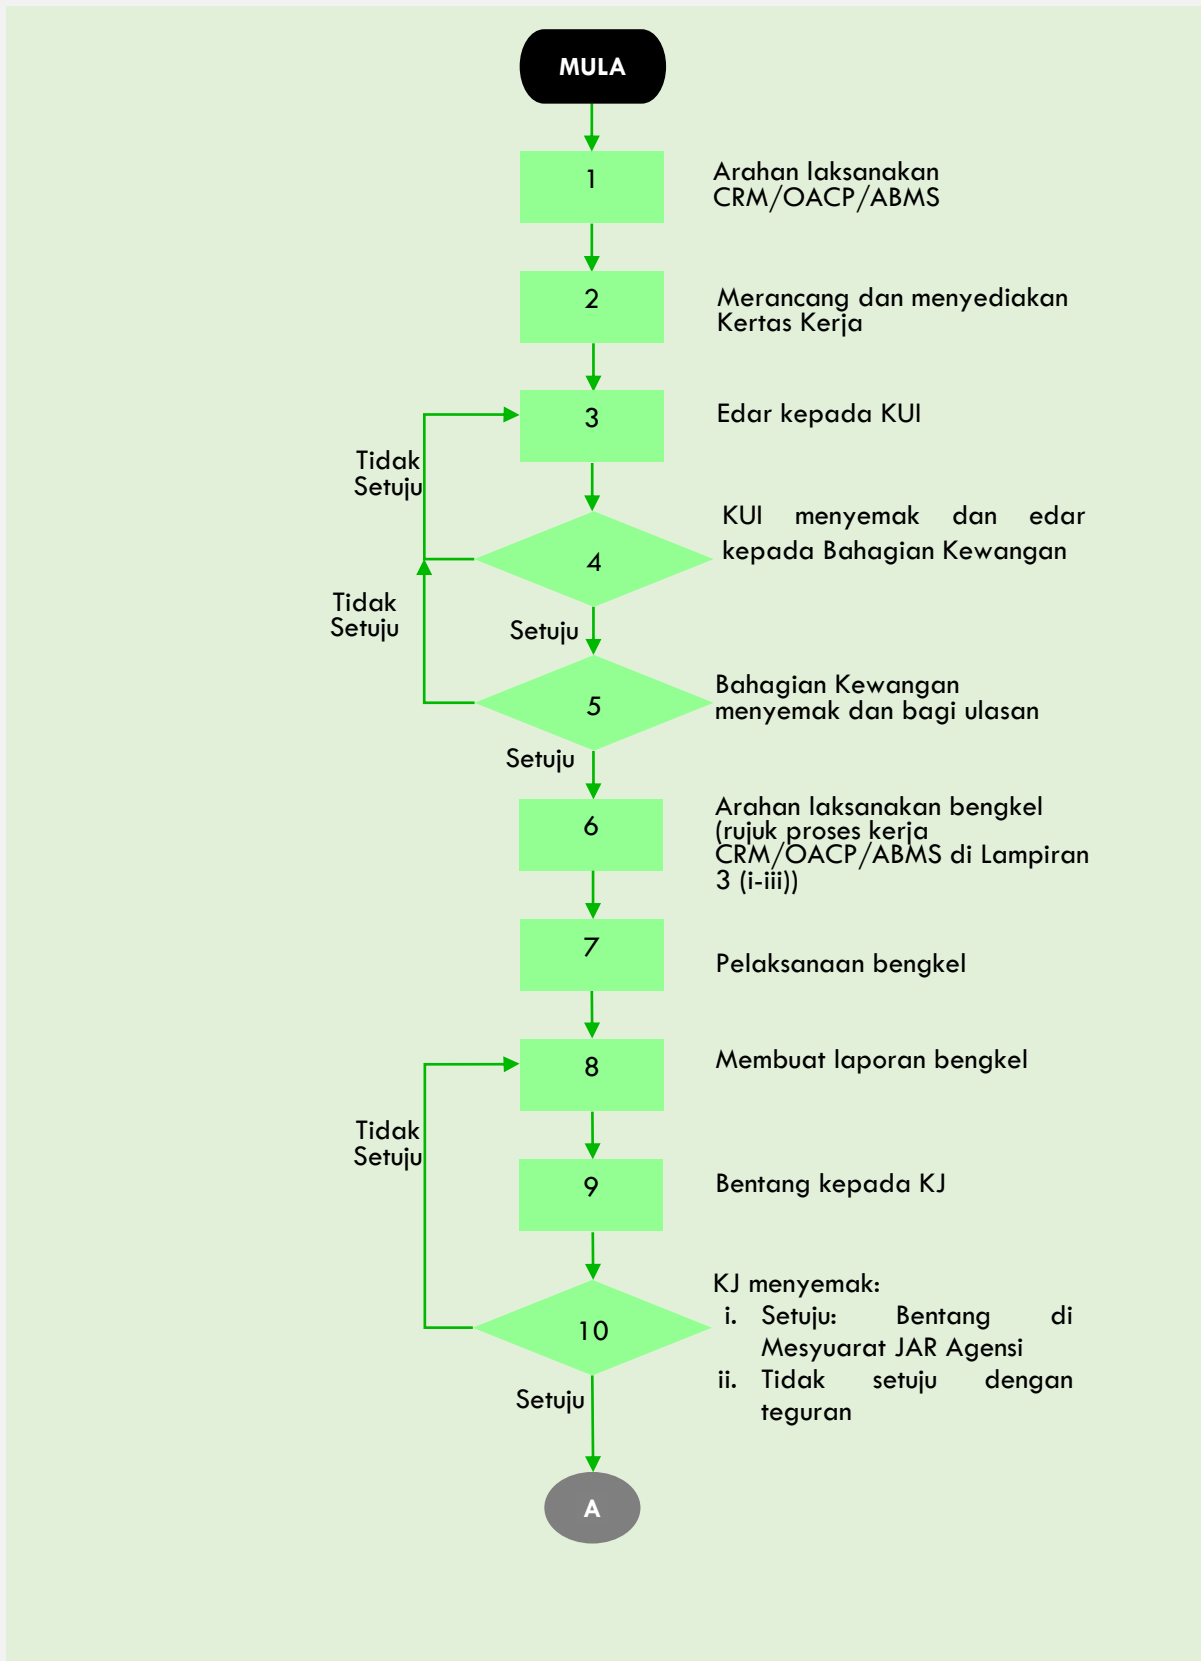 MULA
1
Arahan laksanakan
CRM/OACP/ABMS
2
Merancang dan menyediakan
Kertas Kerja
3
Edar kepada KUI
Tidak
Setuju
4
KUI menyemak dan edar
kepada Bahagian Kewangan
Tidak
Setuju
Setuju
5
Bahagian Kewangan
menyemak dan bagi ulasan
Setuju
6
Arahan laksanakan bengkel
(rujuk proses kerja
CRM/OACP/ABMS di Lampiran
3 (i-iii))
7
Pelaksanaan bengkel
8
Membuat laporan bengkel
Tidak
Setuju
9
Bentang kepada KJ
10
KJ menyemak:
i. Setuju: Bentang di
Mesyuarat JAR Agensi
ii. Tidak setuju dengan
teguran
Setuju
A